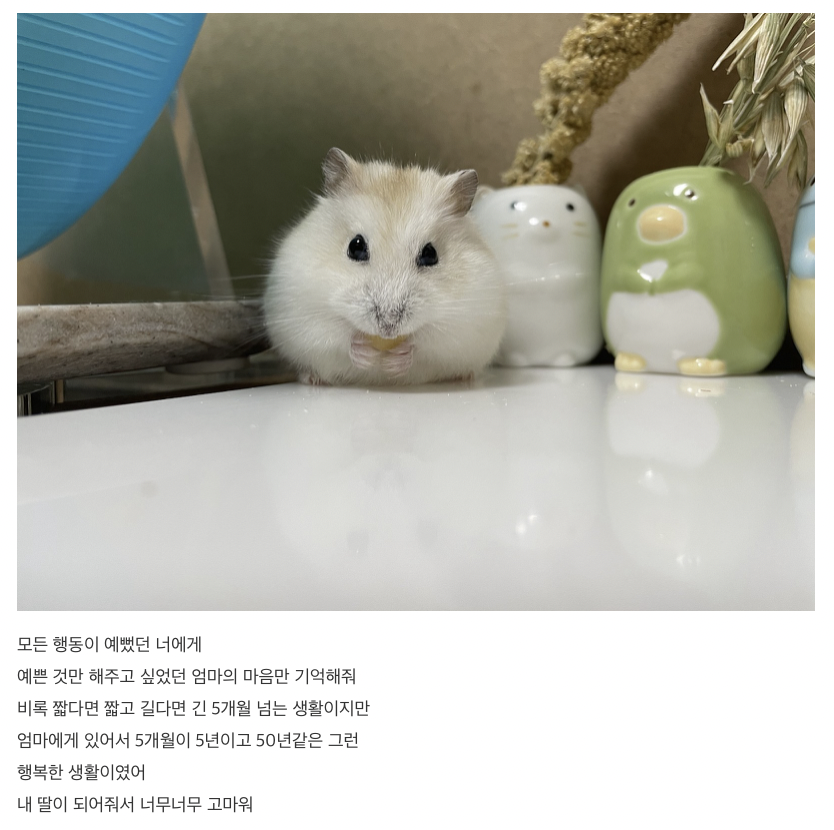 모든 행동이 예뻤던 너에게
예쁜 것만 해주고 싶었던 엄마의 마음만 기억해줘
비록 짧다면 짧고 길다면 긴 5개월 넘는 생활이지만
엄마에게 있어서 5개월이 5년이고 50년같은 그런
행복한 생활이였어
내 딸이 되어줘서 너무너무 고마워